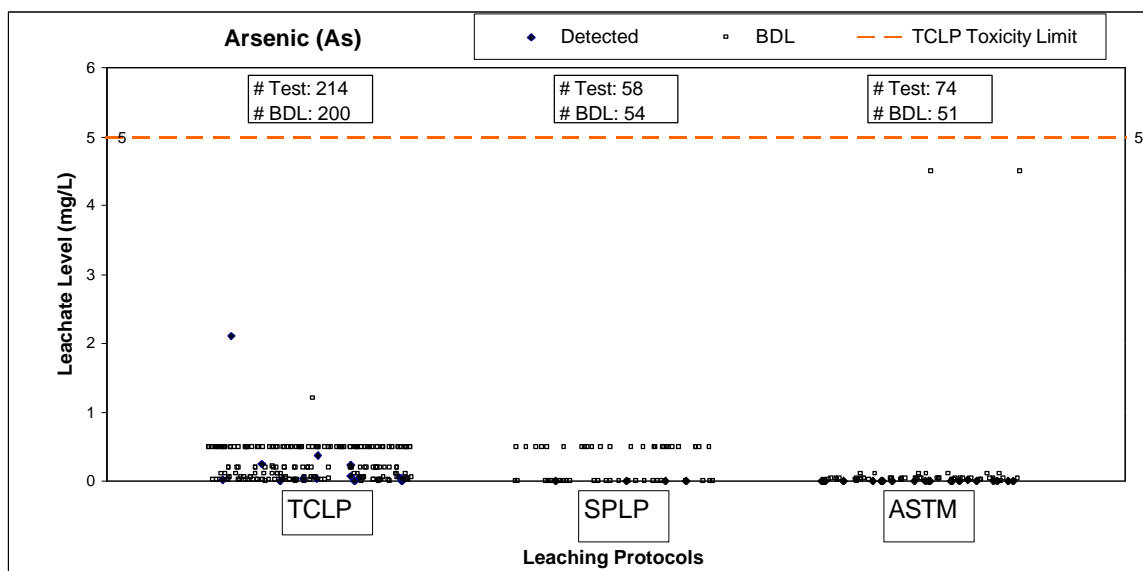 Arsenic (As)
Detected
BDL
TCLP Toxicity Limit
# Test: 214
# BDL: 200
# Test: 58
# BDL: 54
# Test: 74
# BDL: 51
Leachate Level (mg/L)
6
5
4
3
2
1
0
5
5
TCLP
SPLP
ASTM
Leaching Protocols